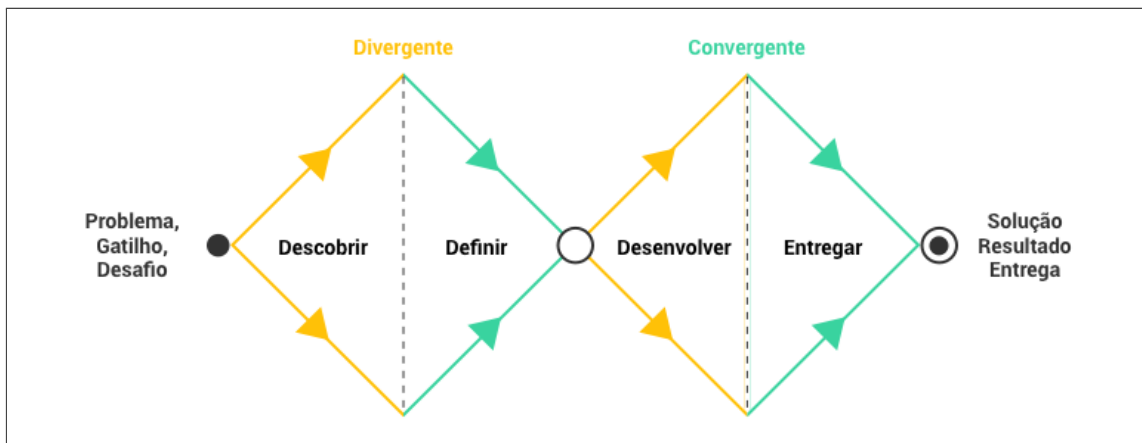 Divergente
Convergente
Problema,
Gatilho,
Desafio
Descobrir
Definir
Desenvolver
Entregar
Solução
Resultado
Entrega